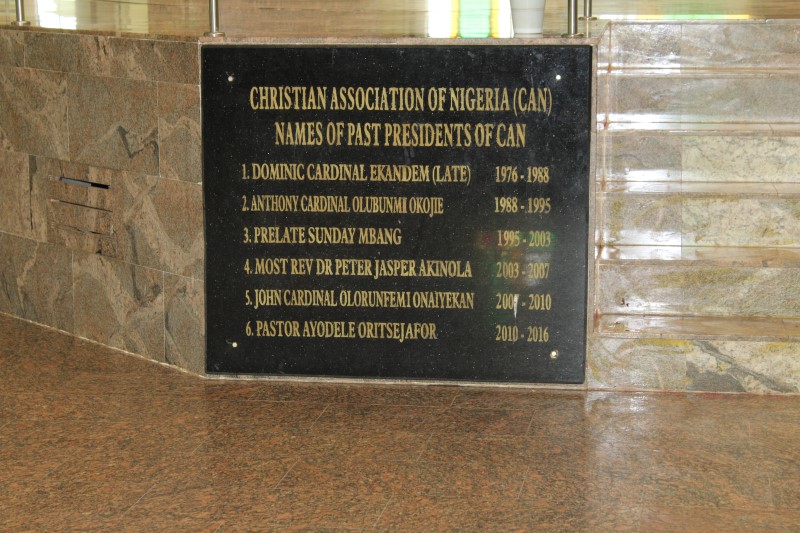 CHRISTIAN ASSOCIATION OF NIGERIA (CAN)
NAMES OF PAST PRESIDENTS OF CAN
1. DOMINIC CARDINAL EKANDEM (LATE) 1976 - 1988
2. ANTHONY CARDINAL OLUBUNMI OKOJIE 1988 - 1995
3. PRELATE SUNDAY MBANG 1995 - 2003
4. MOST REV DR PETER JASPER AKINOLA 2003 - 2007
5. JOHN CARDINAL OLORUNFEMI ONAIYEKAN 2007 - 2010
6. PASTOR AYODELE ORITSEJAFOR 2010 - 2016